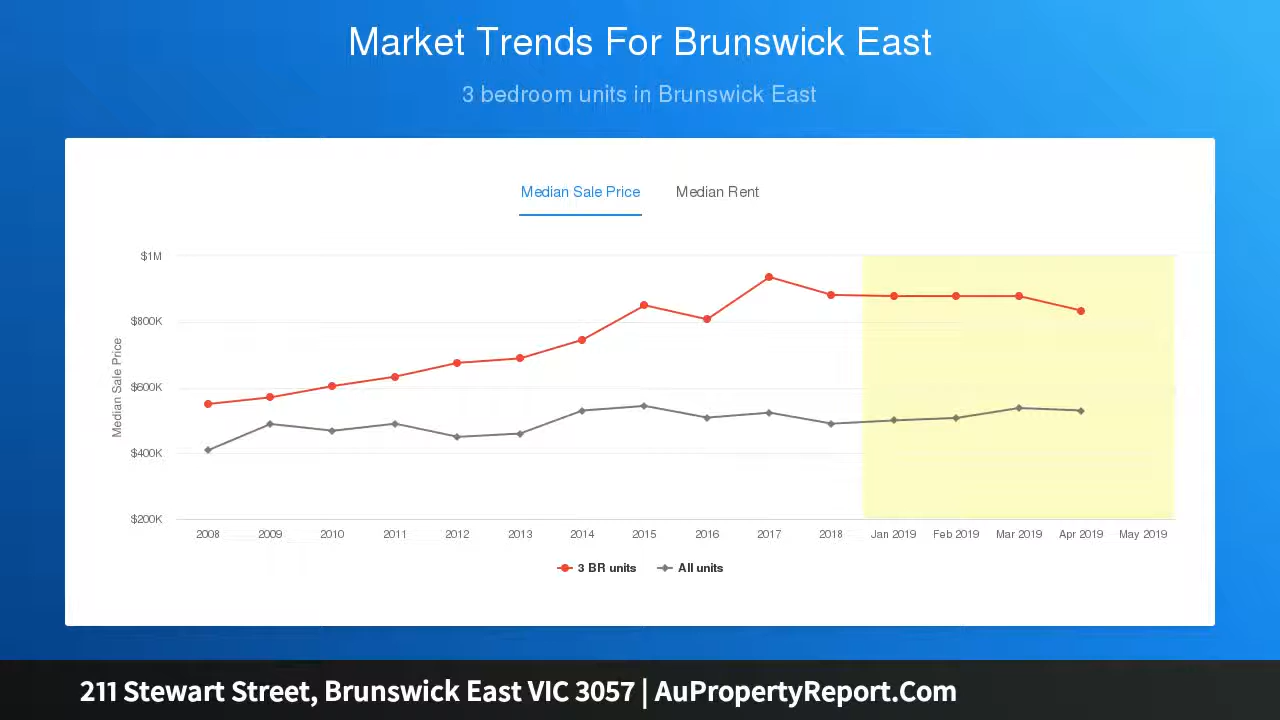 Market Trends For Brunswick East
3 bedroom units in Brunswick East
Median Sale Price Median Rent
Median Sale Price
$1M
$800K
$600K
$400K
$200K
2008 2009 2010 2011 2012 2013 2014 2015 2016 2017 2018 Jan 2019 Feb 2019 Mar 2019 Apr 2019 May 2019
3 BR units All units
211 Stewart Street, Brunswick East VIC 3057 | AuPropertyReport.Com